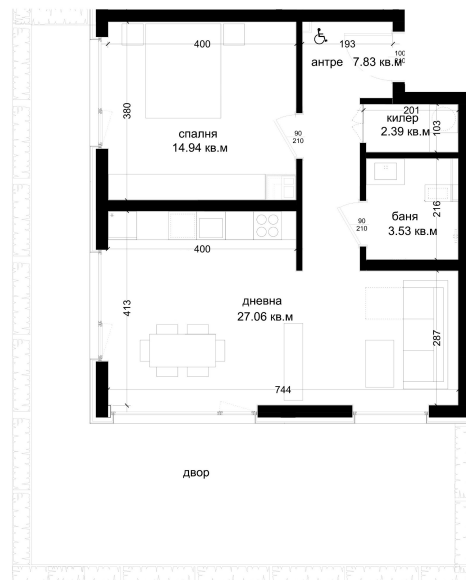 400
193
100
антре
7.83 кв.м
380
201
килер
2.39 кв.м
103
спалня
14.94 кв.м
90
210
баня
3.53 кв.м
216
90
210
400
413
дневна
27.06 кв.м
287
744
двор